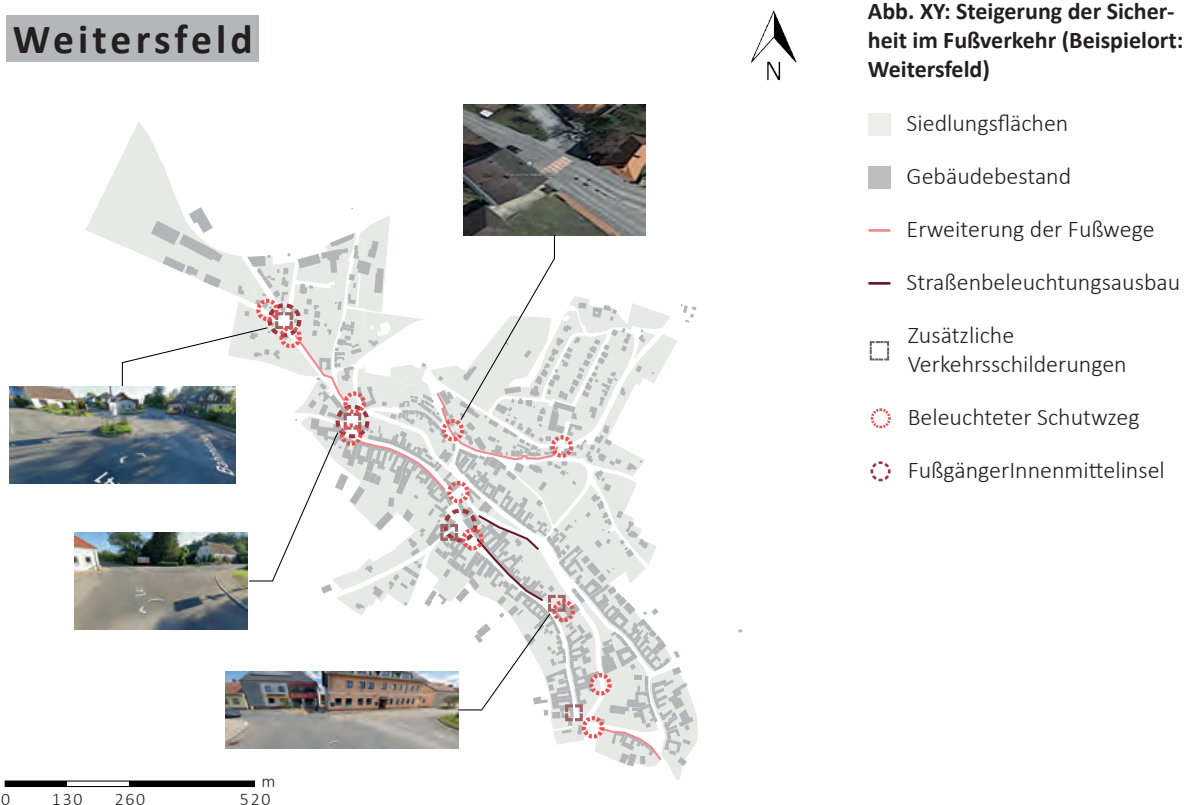 Weitersfeld
N
Abb. XY: Steigerung der Sicher-
heit im Fußverkehr (Beispielort:
Weitersfeld)
Siedlungsflächen
Gebäudebestand
Erweiterung der Fußwege
Straßenbeleuchtungsausbau
Zusätzliche
Verkehrsschilderungen
Beleuchteter Schutwzeg
FußgängerInnenmittelinsel
m
0 130 260 520